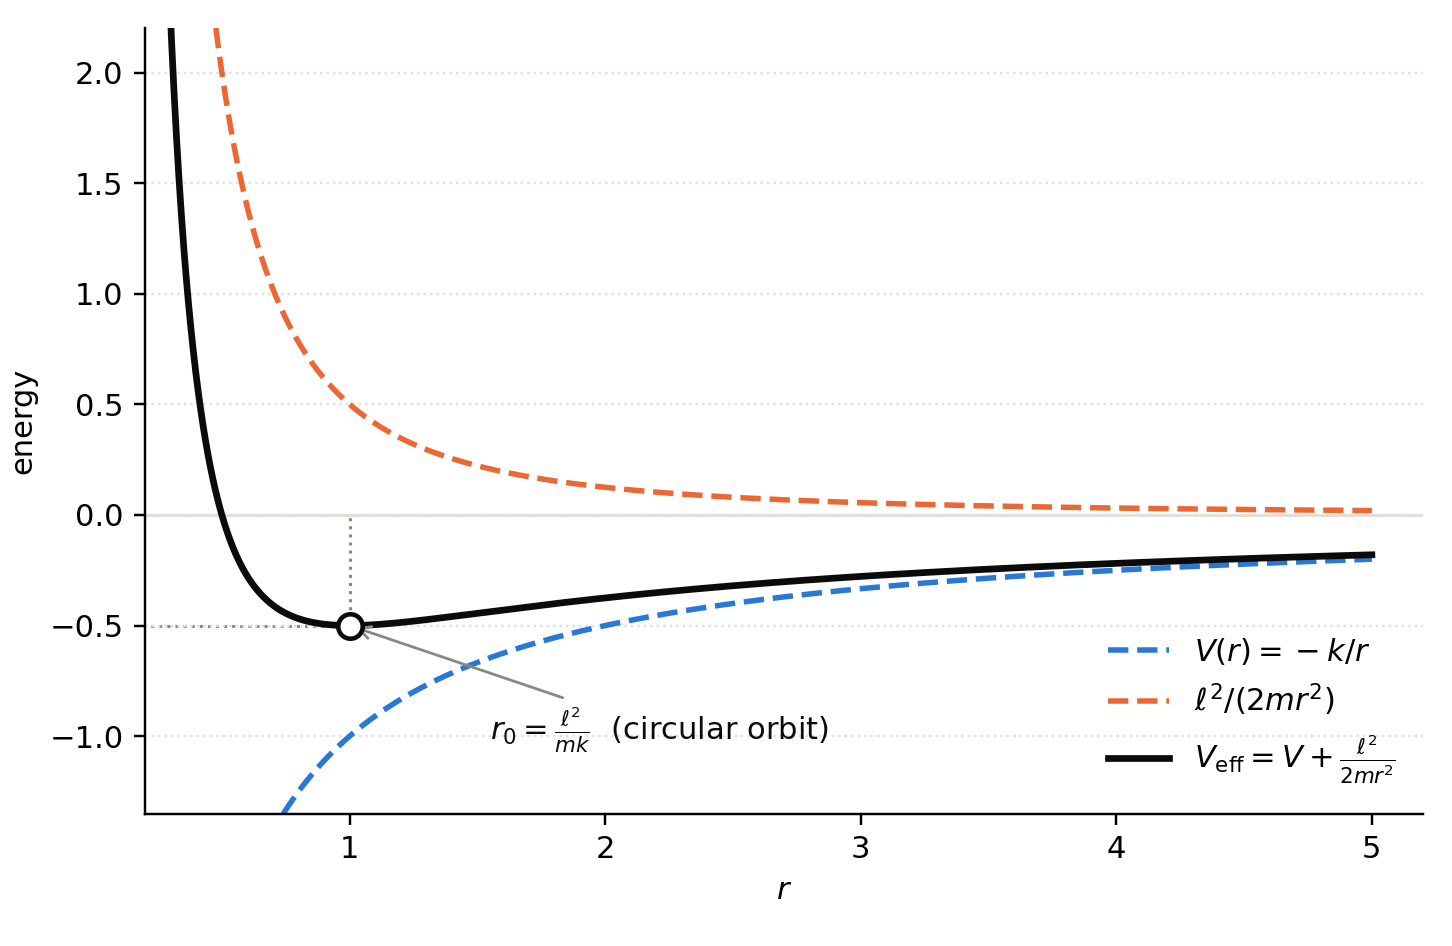 2.0
1.5
1.0
0.5
0.0
−0.5
−1.0
energy
1 2 3 4 5
r
r₀ = ℓ²/mk (circular orbit)
V(r) = −k/r
ℓ²/(2mr²)
V_eff = V + ℓ²/2mr²